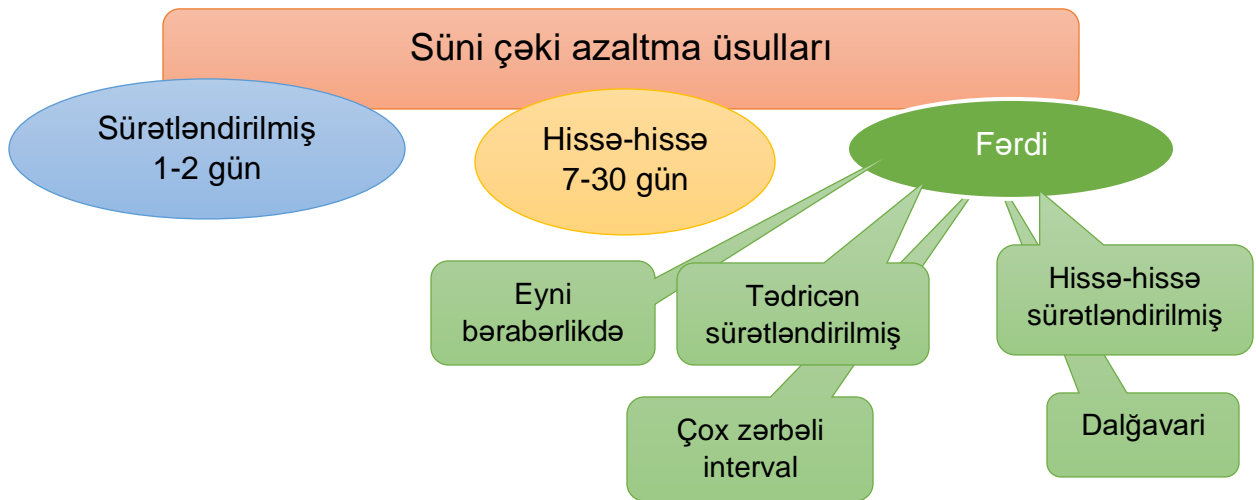 Süni çəki azaltma üsulları
Sürətləndirilmiş
1-2 gün
Hissə-hissə
7-30 gün
Fərdi
Eyni
bərabərlikdə
Tədricən
sürətləndirilmiş
Hissə-hissə
sürətləndirilmiş
Çox zərbəli
interval
Dalğavari